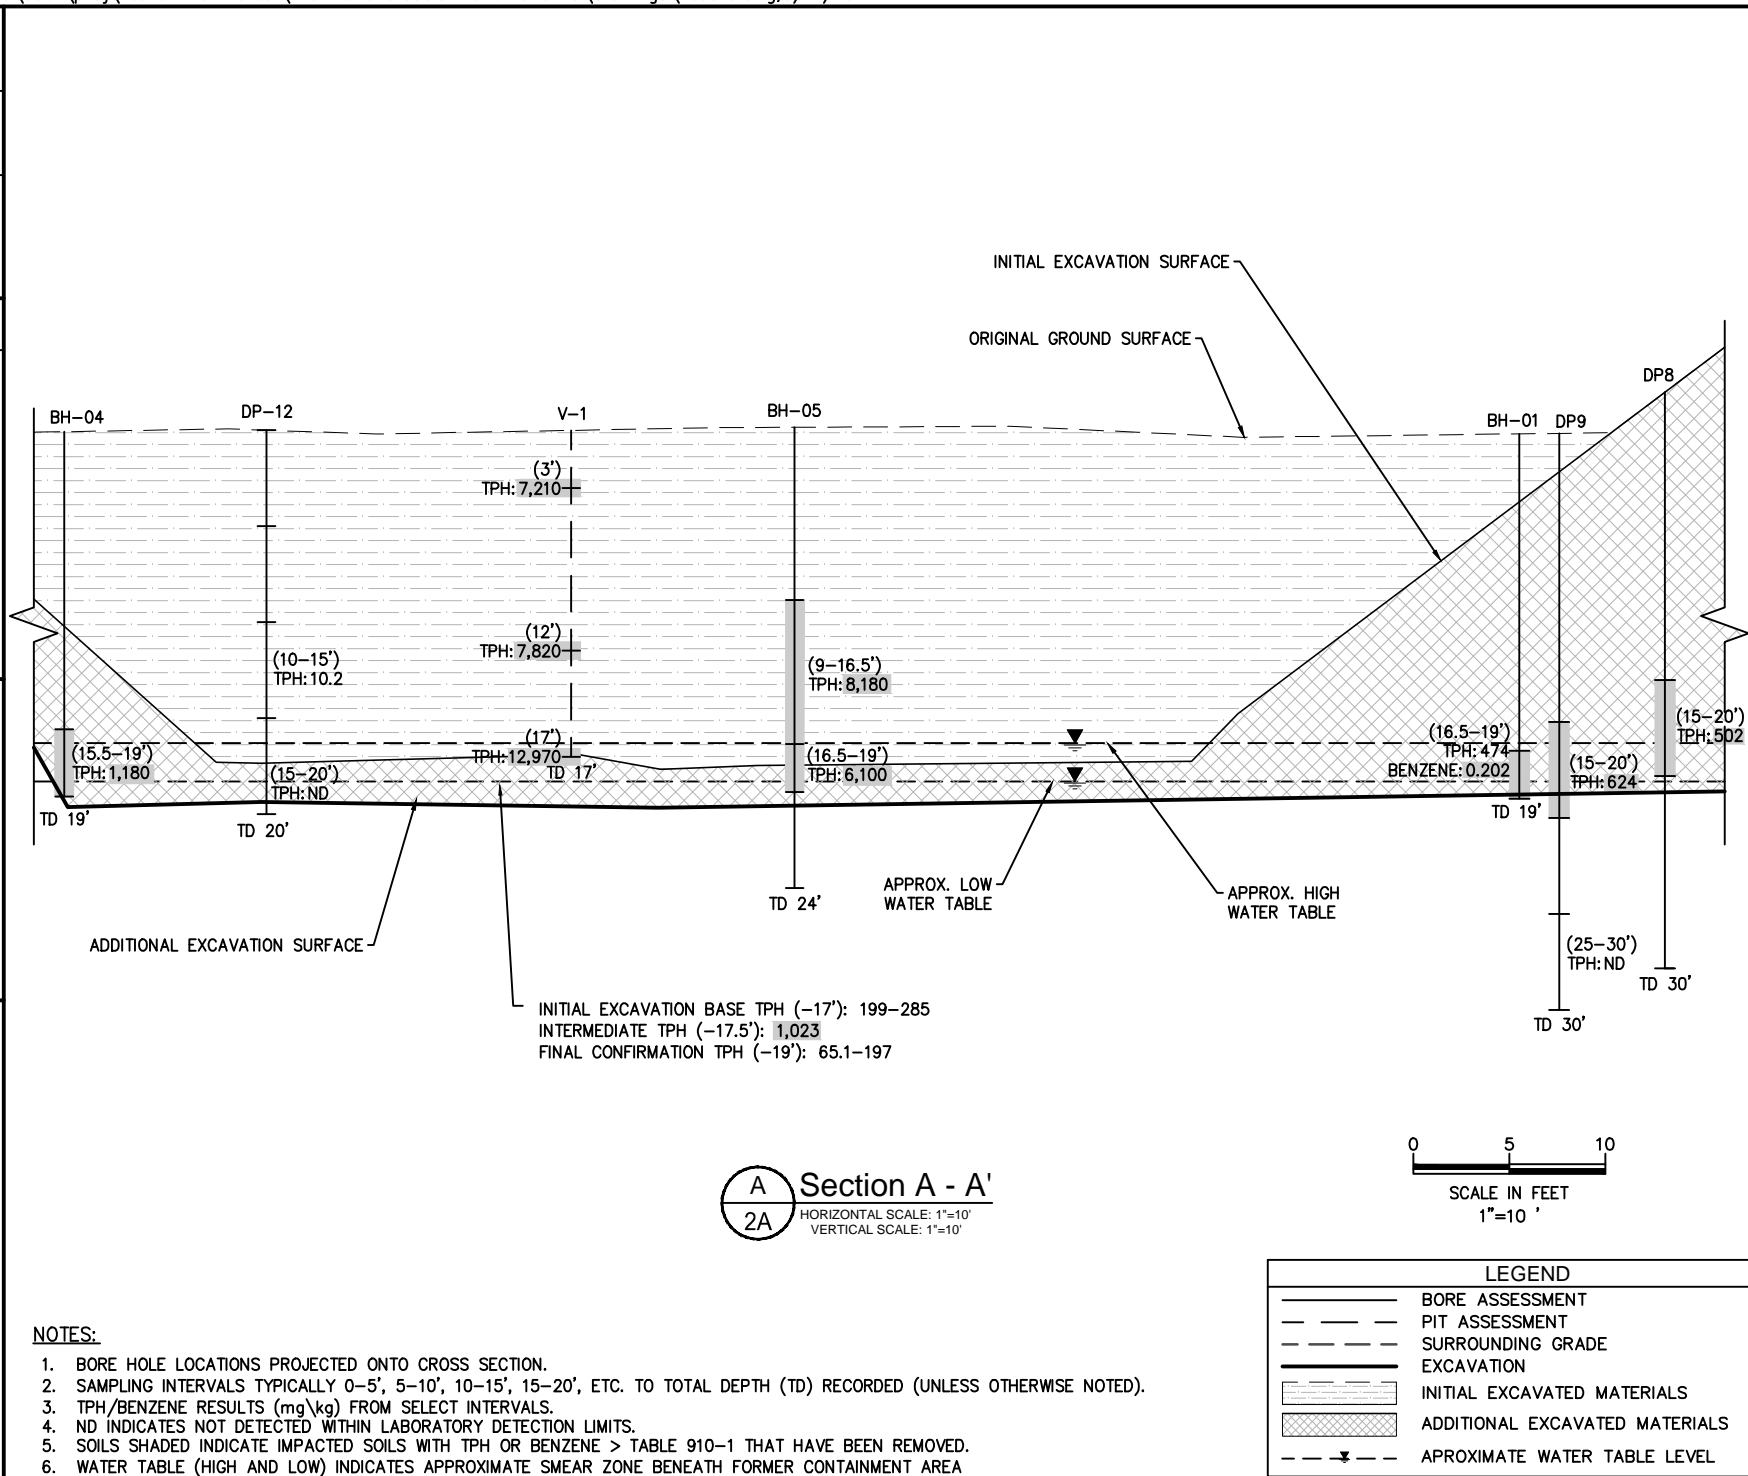 INITIAL EXCAVATION SURFACE
ORIGINAL GROUND SURFACE
DP8
BH-04
DP-12
V-1
BH-05
BH-01
DP9
(3')
TPH: 7,210
(12')
TPH: 7,820
(10-15')
TPH: 10.2
(9-16.5')
TPH: 8,180
(15-20')
TPH: 502
(16.5-19')
TPH: 474
BENZENE: 0.202
(17')
TPH: 12,970
TD 17'
(15.5-19')
TPH: 1,180
(16.5-19')
TPH: 6,100
(15-20')
TPH: 624
(15-20')
TPH: ND
TD 19'
TD 20'
TD 19'
TD 24'
APPROX. LOW
WATER TABLE
APPROX. HIGH
WATER TABLE
ADDITIONAL EXCAVATION SURFACE
(25-30')
TPH: ND
TD 30'
TD 30'
INITIAL EXCAVATION BASE TPH (-17'): 199-285
INTERMEDIATE TPH (-17.5'): 1,023
FINAL CONFIRMATION TPH (-19'): 65.1-197
0 5 10
SCALE IN FEET
1"=10 '
A
2A
Section A - A'
HORIZONTAL SCALE: 1"=10'
VERTICAL SCALE: 1"=10'
LEGEND
BORE ASSESSMENT
PIT ASSESSMENT
SURROUNDING GRADE
EXCAVATION
INITIAL EXCAVATED MATERIALS
ADDITIONAL EXCAVATED MATERIALS
APROXIMATE WATER TABLE LEVEL
NOTES:
1. BORE HOLE LOCATIONS PROJECTED ONTO CROSS SECTION.
2. SAMPLING INTERVALS TYPICALLY 0-5', 5-10', 10-15', 15-20', ETC. TO TOTAL DEPTH (TD) RECORDED (UNLESS OTHERWISE NOTED).
3. TPH/BENZENE RESULTS (mg\kg) FROM SELECT INTERVALS.
4. ND INDICATES NOT DETECTED WITHIN LABORATORY DETECTION LIMITS.
5. SOILS SHADED INDICATE IMPACTED SOILS WITH TPH OR BENZENE > TABLE 910-1 THAT HAVE BEEN REMOVED.
6. WATER TABLE (HIGH AND LOW) INDICATES APPROXIMATE SMEAR ZONE BENEATH FORMER CONTAINMENT AREA